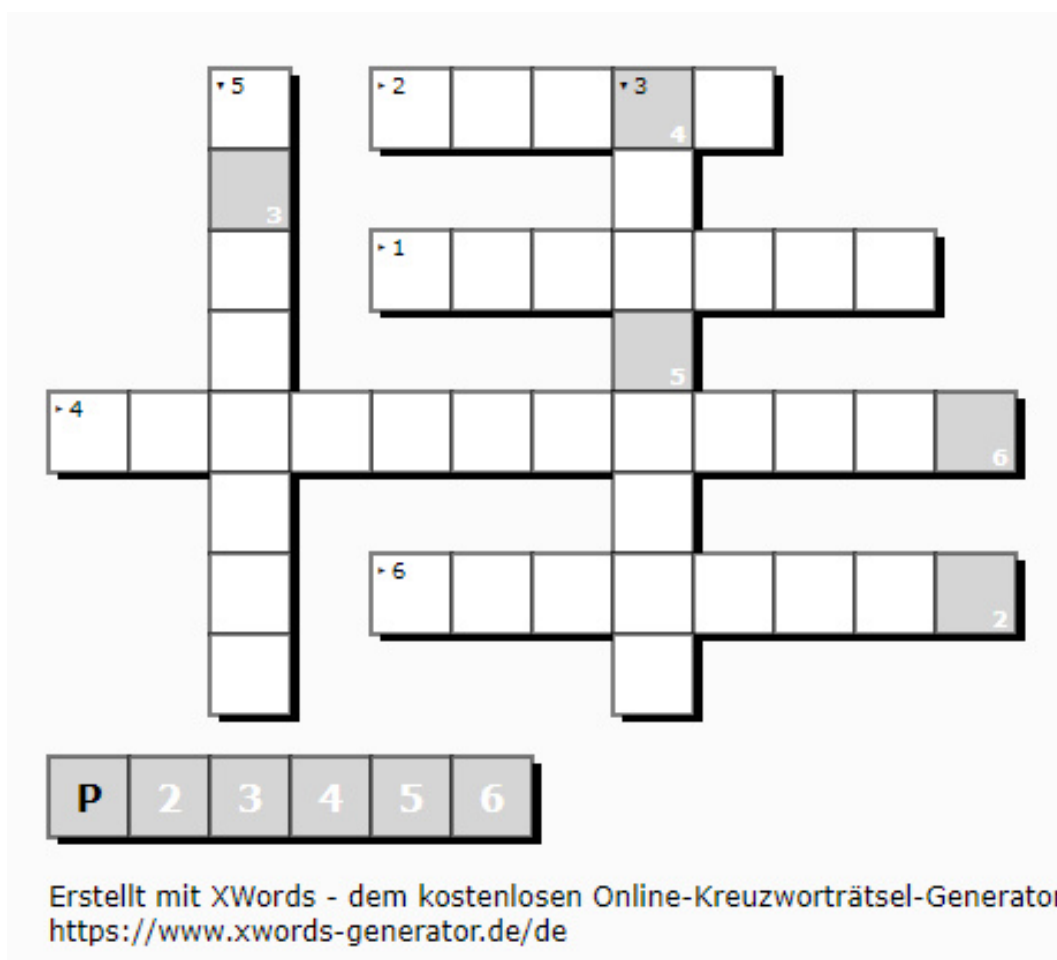 5 2 3
4
3
1
5
4
6
6
2
P 2 3 4 5 6
Erstellt mit XWords - dem kostenlosen Online-Kreuzworträtsel-Generator
https://www.xwords-generator.de/de